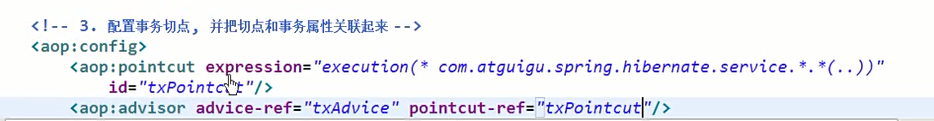 <!-- 3. 配置事务切点, 并把切点和事务属性关联起来 -->
<aop:config>
<aop:pointcut expression="execution(* com.atguigu.spring.hibernate.service.*.*(..))"
id="txPointcut"/>
<aop:advisor advice-ref="txAdvice" pointcut-ref="txPointcut"/>